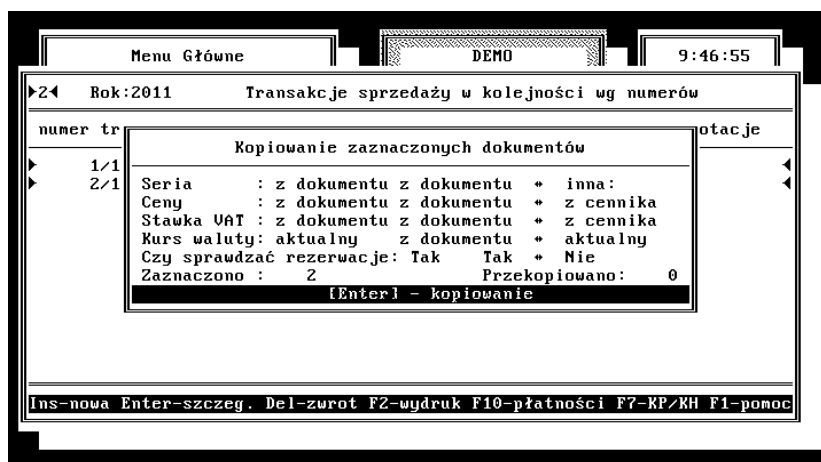 Menu Główne DEMO 9:46:55
▶2◀ Rok:2011 Transakcje sprzedaży w kolejności wg numerów
numer tr otacje
Kopiowanie zaznaczonych dokumentów
▶ 1/1 ◀
▶ 2/1 ◀
Seria : z dokumentu z dokumentu ↔ inna:
Ceny : z dokumentu z dokumentu ↔ z cennika
Stawka VAT : z dokumentu z dokumentu ↔ z cennika
Kurs waluty: aktualny z dokumentu ↔ aktualny
Czy sprawdzać rezerwacje: Tak Tak ↔ Nie
Zaznaczono : 2 Przekopiowano: 0
[Enter] - kopiowanie
Ins-nowa Enter-szczeg. Del-zwrot F2-wydruk F10-płatności F7-KP/KH F1-pomoc